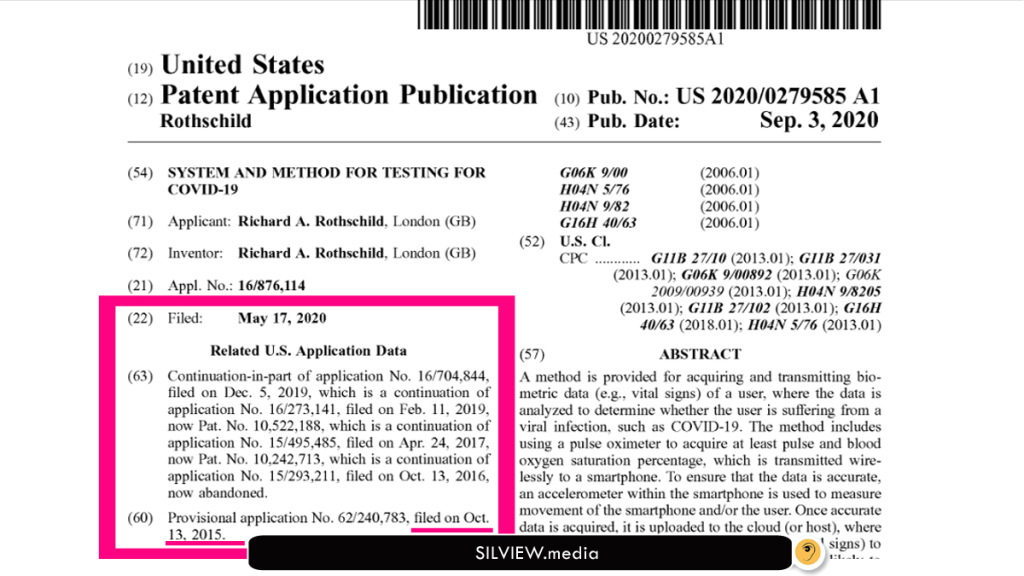 US 20200279585A1
(19) United States
(12) Patent Application Publication
Rothschild
(10) Pub. No.: US 2020/0279585 A1
(43) Pub. Date: Sep. 3, 2020
(54) SYSTEM AND METHOD FOR TESTING FOR
COVID-19
(71) Applicant: Richard A. Rothschild, London (GB)
(72) Inventor: Richard A. Rothschild, London (GB)
(21) Appl. No.: 16/876,114
(22) Filed: May 17, 2020
Related U.S. Application Data
(63) Continuation-in-part of application No. 16/704,844,
filed on Dec. 5, 2019, which is a continuation of
application No. 16/273,141, filed on Feb. 11, 2019,
now Pat. No. 10,522,188, which is a continuation of
application No. 15/495,485, filed on Apr. 24, 2017,
now Pat. No. 10,242,713, which is a continuation of
application No. 15/293,211, filed on Oct. 13, 2016,
now abandoned.
(60) Provisional application No. 62/240,783, filed on Oct.
13, 2015.
G06K 9/00 (2006.01)
H04N 5/76 (2006.01)
H04N 9/82 (2006.01)
G16H 40/63 (2006.01)
(52) U.S. Cl.
CPC ........... G11B 27/10 (2013.01); G11B 27/031
(2013.01); G06K 9/00892 (2013.01); G06K
2009/00939 (2013.01); H04N 9/8205
(2013.01); G11B 27/102 (2013.01); G16H
40/63 (2018.01); H04N 5/76 (2013.01)
(57) ABSTRACT
A method is provided for acquiring and transmitting bio-
metric data (e.g., vital signs) of a user, where the data is
analyzed to determine whether the user is suffering from a
viral infection, such as COVID-19. The method includes
using a pulse oximeter to acquire at least pulse and blood
oxygen saturation percentage, which is transmitted wire-
lessly to a smartphone. To ensure that the data is accurate,
an accelerometer within the smartphone is used to measure
movement of the smartphone and/or the user. Once accurate
data is acquired, it is uploaded to the cloud (or host), where
signs) to
SILVIEW.media